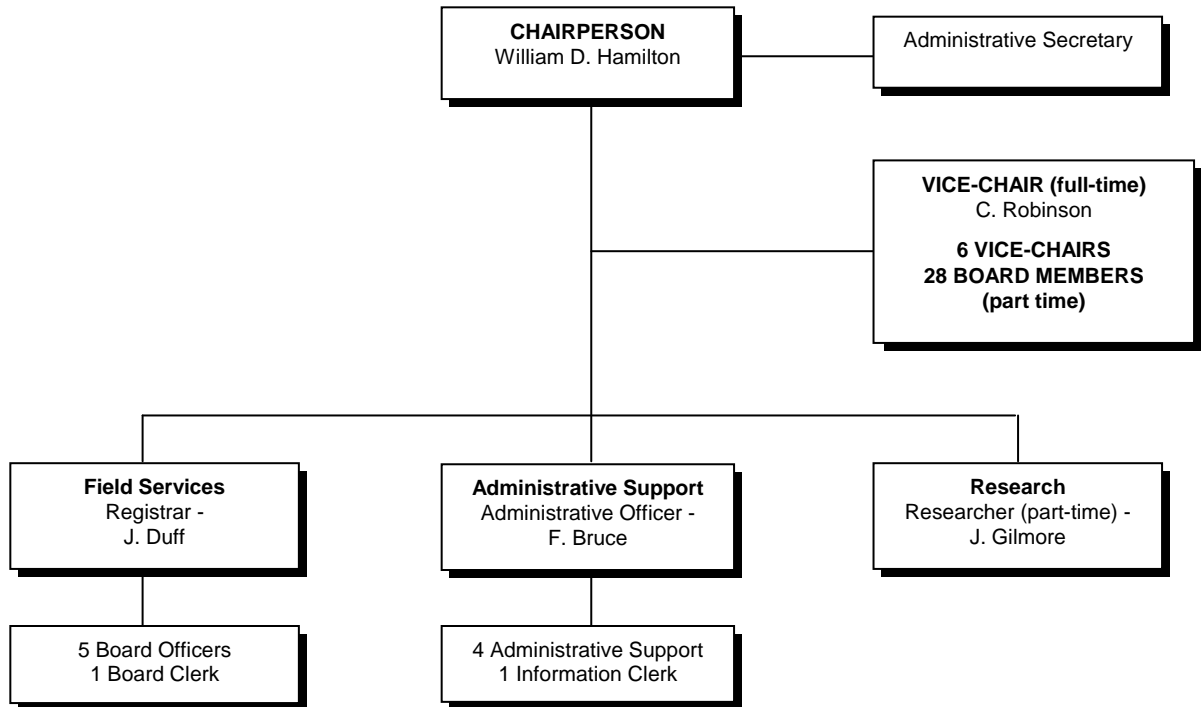 CHAIRPERSON
William D. Hamilton
Administrative Secretary
VICE-CHAIR (full-time)
C. Robinson
6 VICE-CHAIRS
28 BOARD MEMBERS
(part time)
Field Services
Registrar -
J. Duff
Administrative Support
Administrative Officer -
F. Bruce
Research
Researcher (part-time) -
J. Gilmore
5 Board Officers
1 Board Clerk
4 Administrative Support
1 Information Clerk